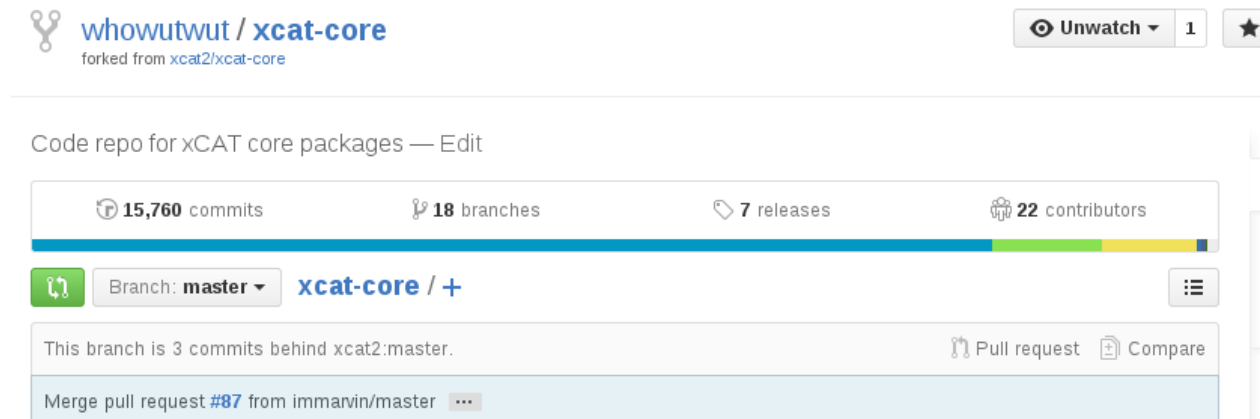 whowutwut / xcat-core
Unwatch 1
forked from xcat2/xcat-core
Code repo for xCAT core packages — Edit
15,760 commits 18 branches 7 releases 22 contributors
Branch: master xcat-core / +
This branch is 3 commits behind xcat2:master. Pull request Compare
Merge pull request #87 from immarvin/master ...